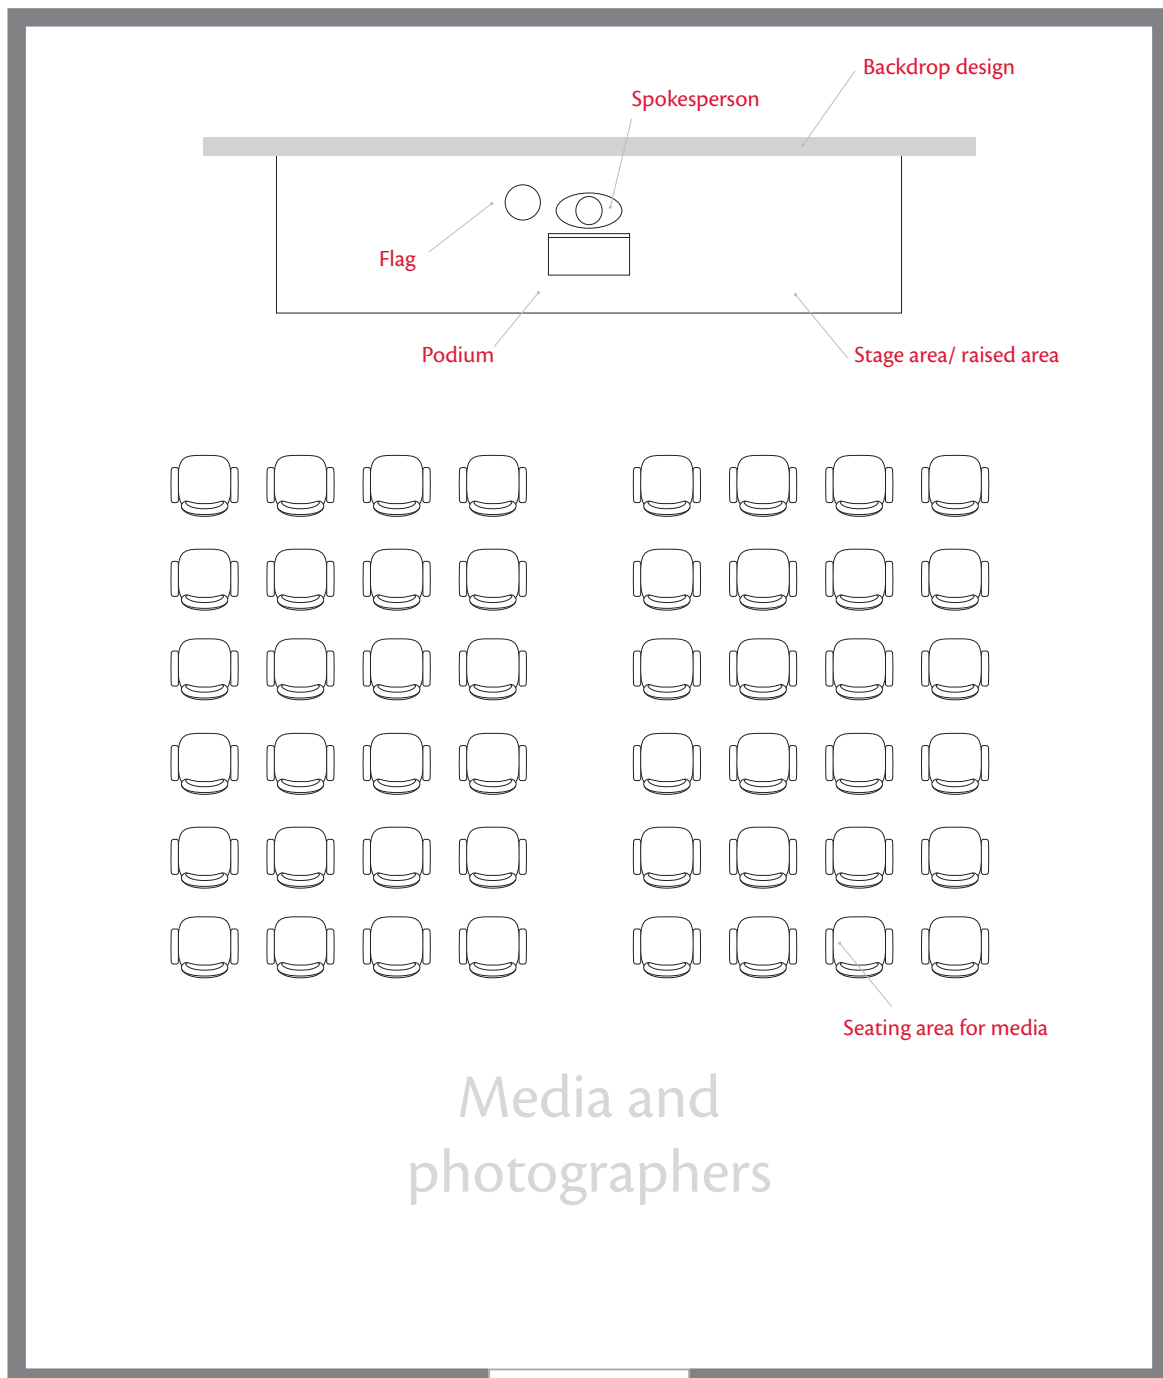 Backdrop design
Spokesperson
Flag
Podium
Stage area/ raised area
Seating area for media
Media and
photographers